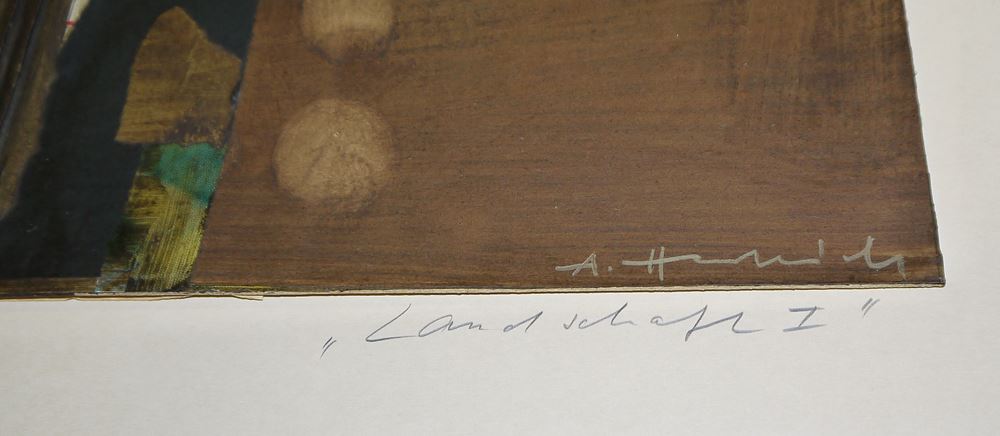 A.
„Landschaft I"